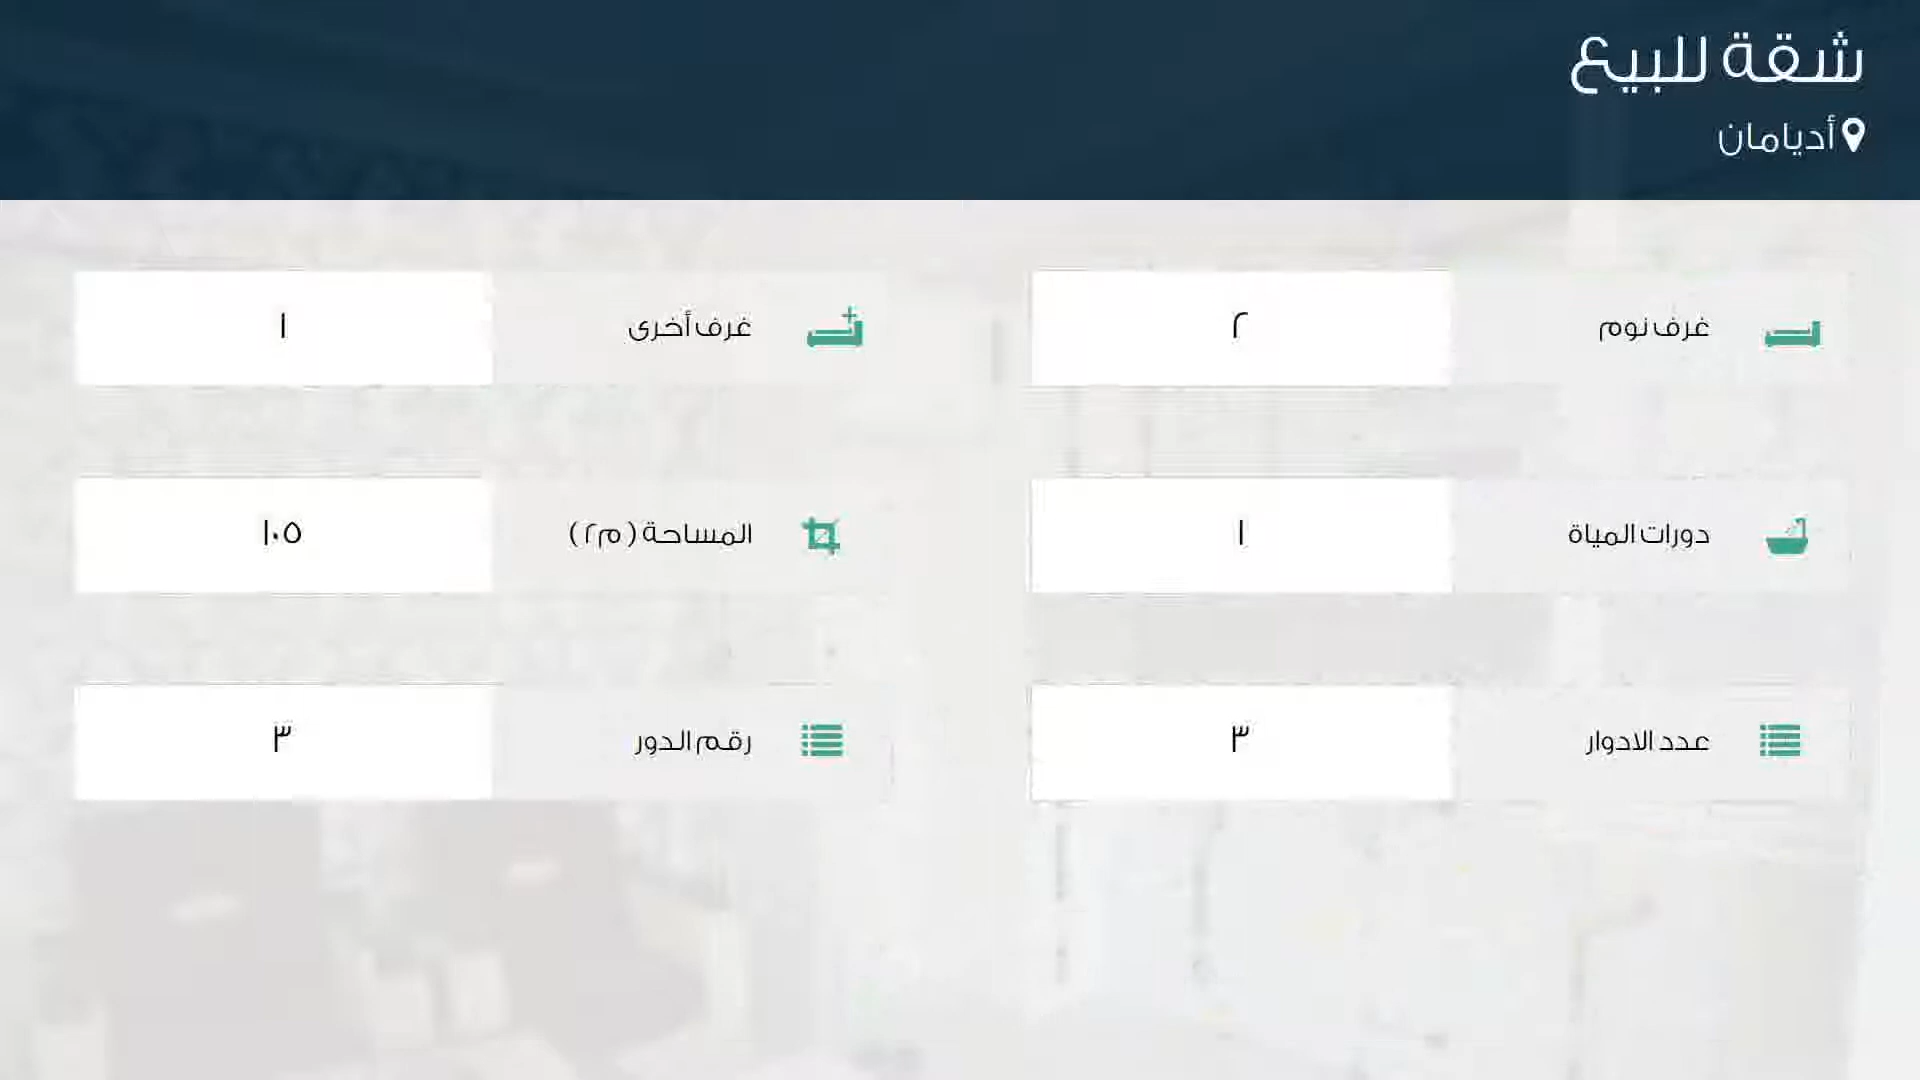 شقة للبيع
أديامان
غرف نوم ٢
غرف أخرى ١
دورات المياة ١
المساحة (م٢) ١٠٥
عدد الادوار ٣
رقم الدور ٣